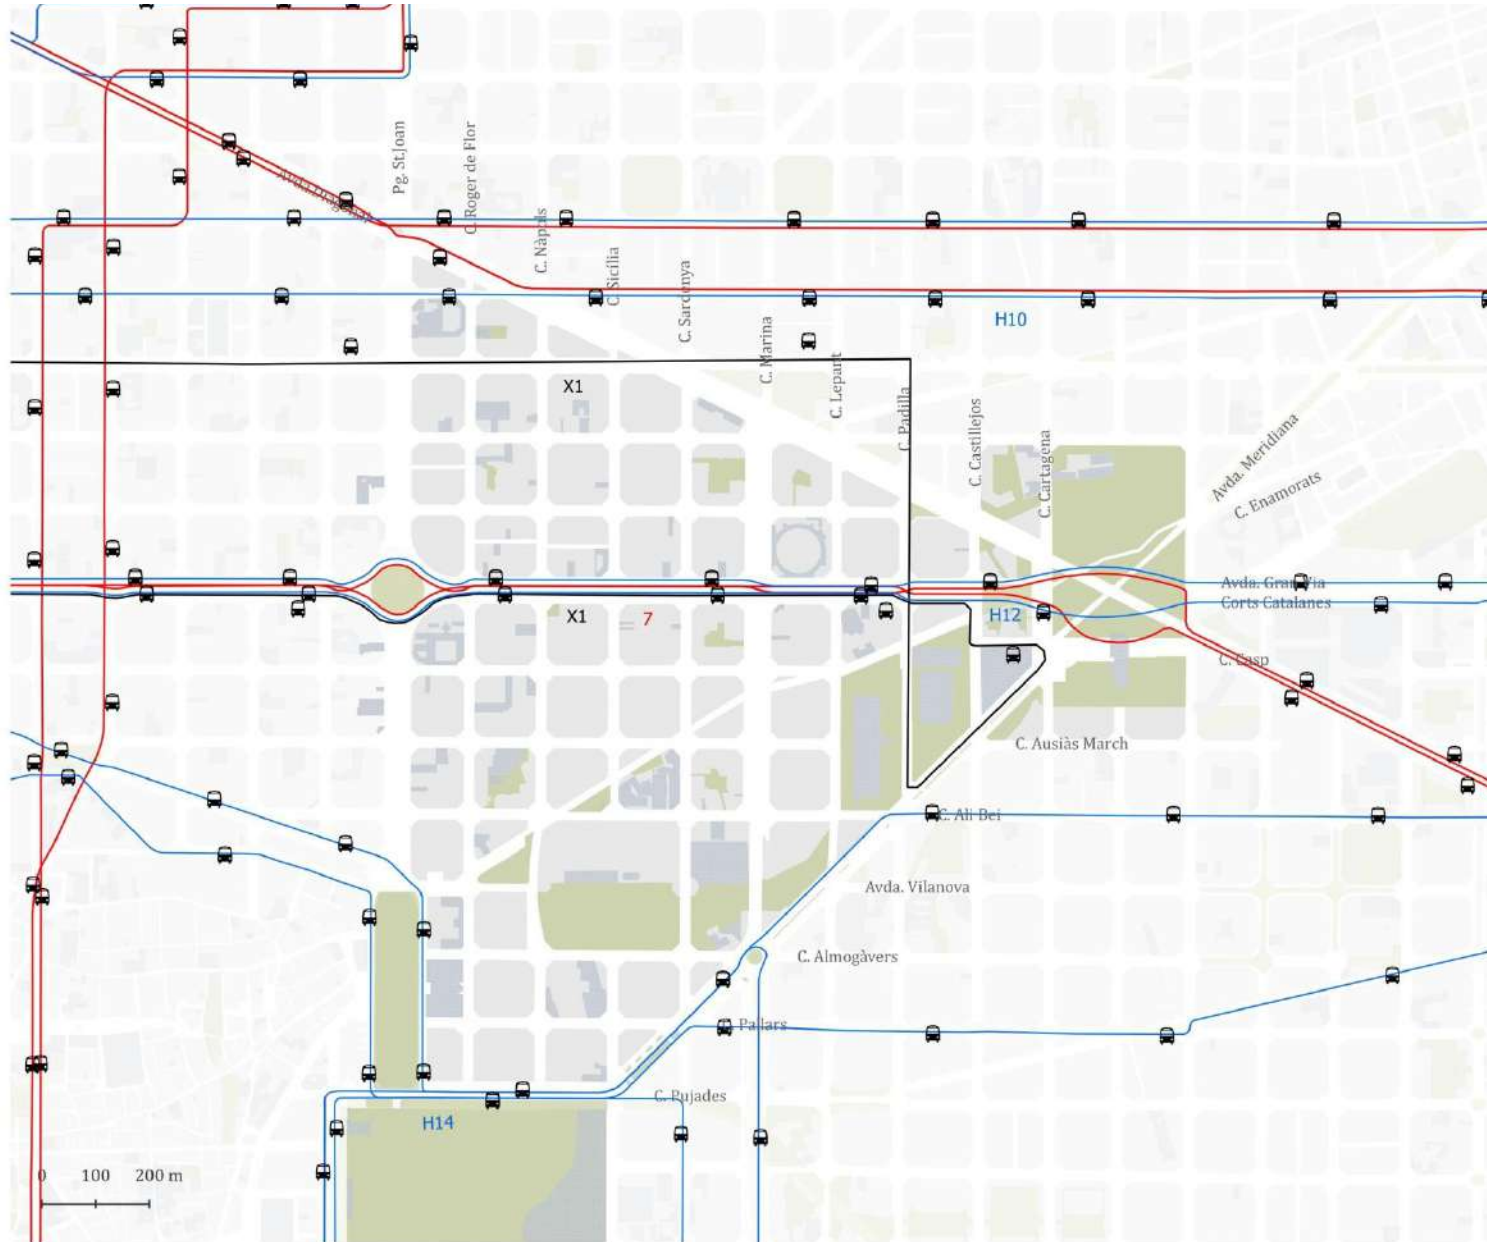 Pg. St.Joan
C. Roger de Flor
Avda. Diagonal
C. Nàpols
C. Sicília
C. Sardenya
H10
C. Marina
C. Lepant
X1
C. Padilla
C. Castillejos
C. Cartagena
Avda. Meridiana
C. Enamorats
Avda. Gran Via
Corts Catalanes
X1
7
H12
C. Casp
C. Ausiàs March
C. Ali Bei
Avda. Vilanova
C. Almogàvers
Pallars
C. Pujades
H14
0 100 200 m